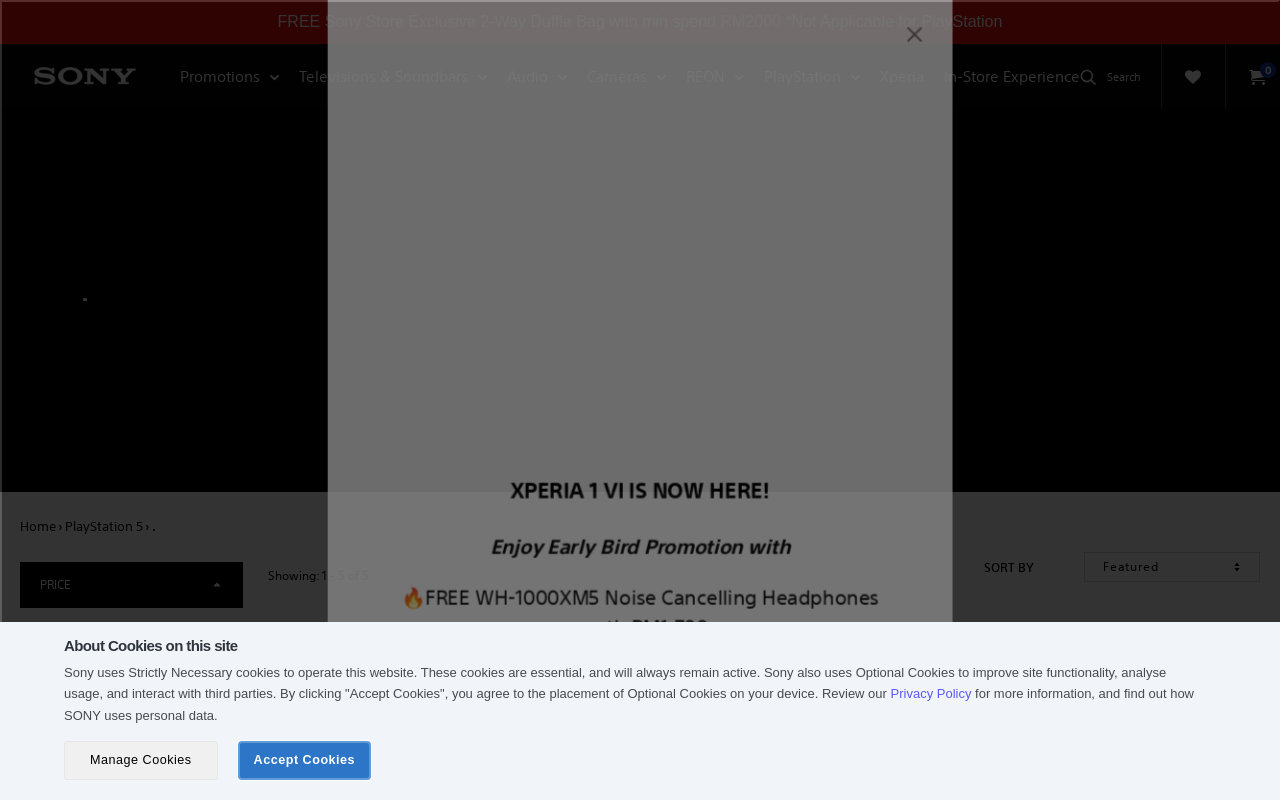 FREE Sony Store Exclusive 2-Way Duffle Bag with mel spend RM2000 *Not Applicable for PlayStation
SONY
Promotions
Televisions & Soundbars
Audio
Cameras
REON
PlayStation
Xperia
In-Store Experience
Search
0
XPERIA 1 VI IS NOW HERE!
Enjoy Early Bird Promotion with
🔥FREE WH-1000XM5 Noise Cancelling Headphones
Home › PlayStation 5 › .
PRICE
Showing: 1 - 5 of 5
SORT BY
Featured
About Cookies on this site
Sony uses Strictly Necessary cookies to operate this website. These cookies are essential, and will always remain active. Sony also uses Optional Cookies to improve site functionality, analyse
usage, and interact with third parties. By clicking "Accept Cookies", you agree to the placement of Optional Cookies on your device. Review our Privacy Policy for more information, and find out how
SONY uses personal data.
Manage Cookies
Accept Cookies